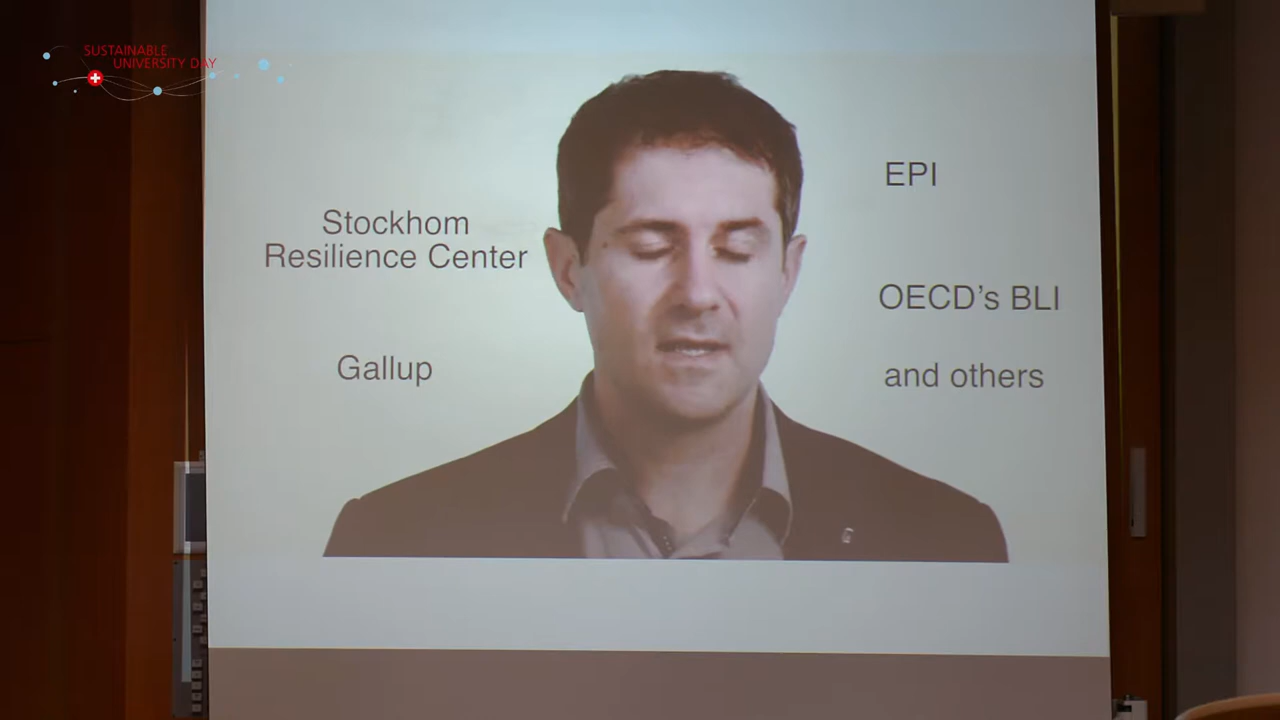 SUSTAINABLE
UNIVERSITY DAY
Stockhom
Resilience Center
Gallup
EPI
OECD's BLI
and others